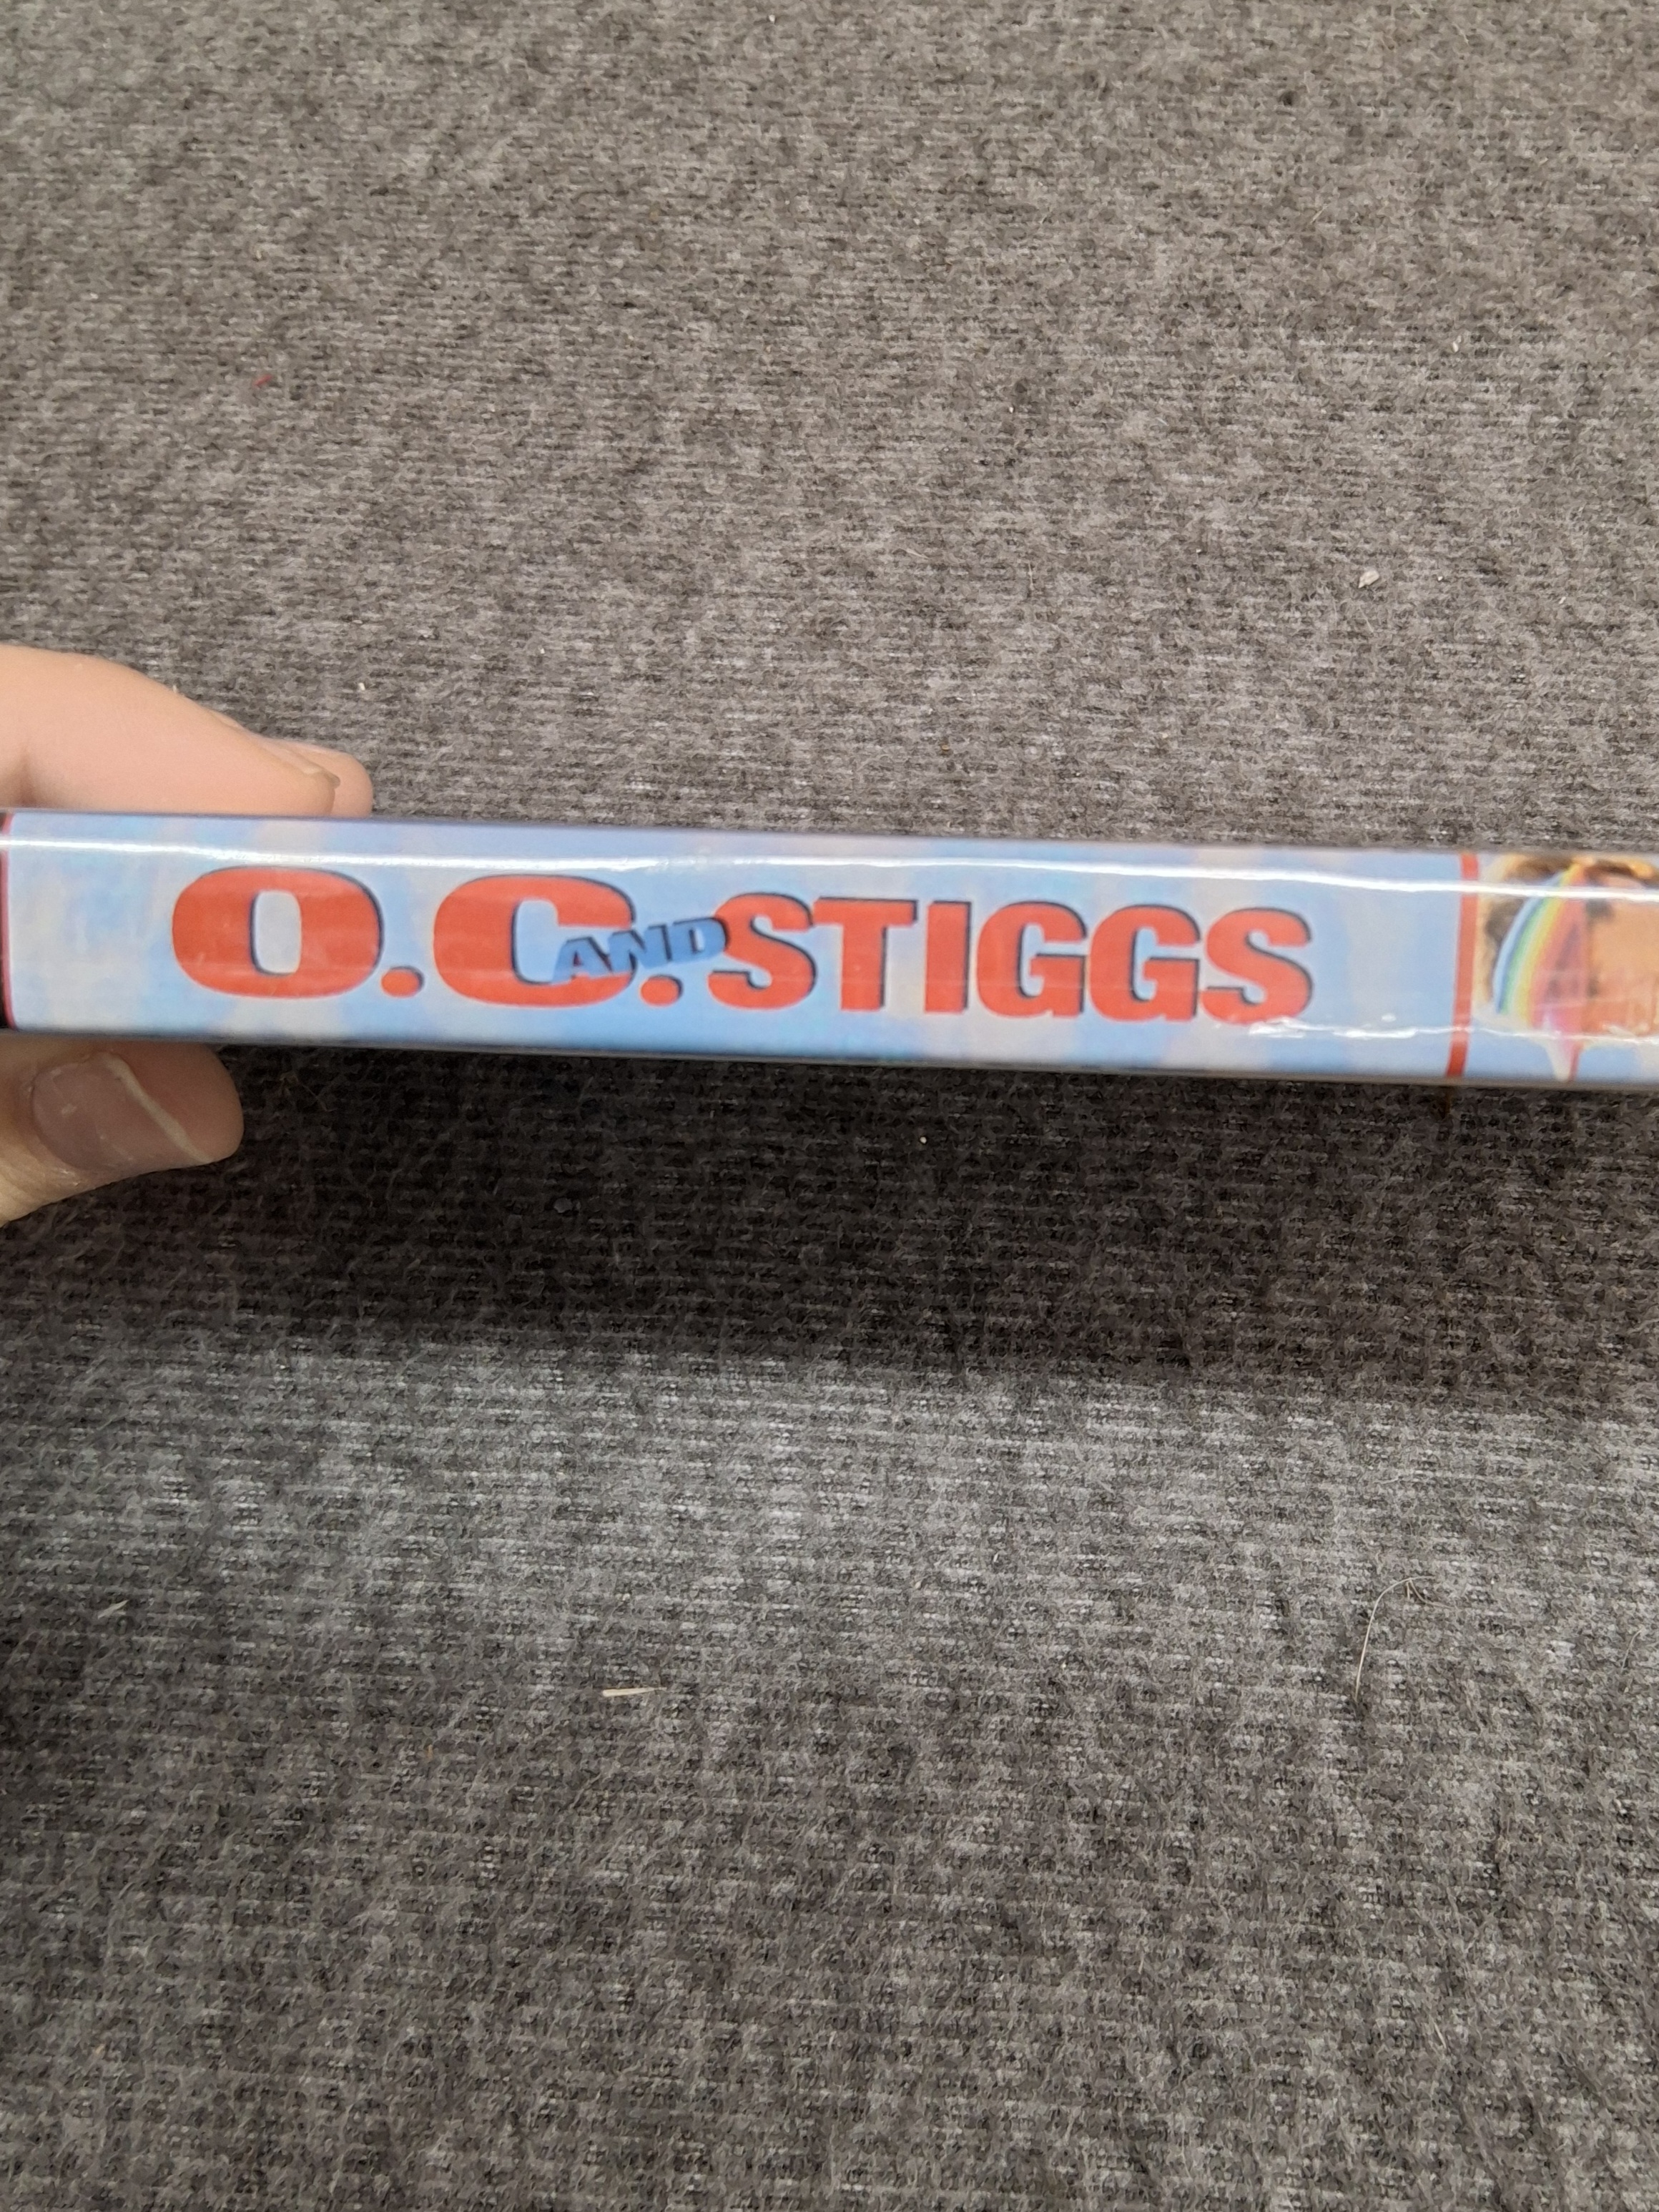 O.C. AND STIGGS